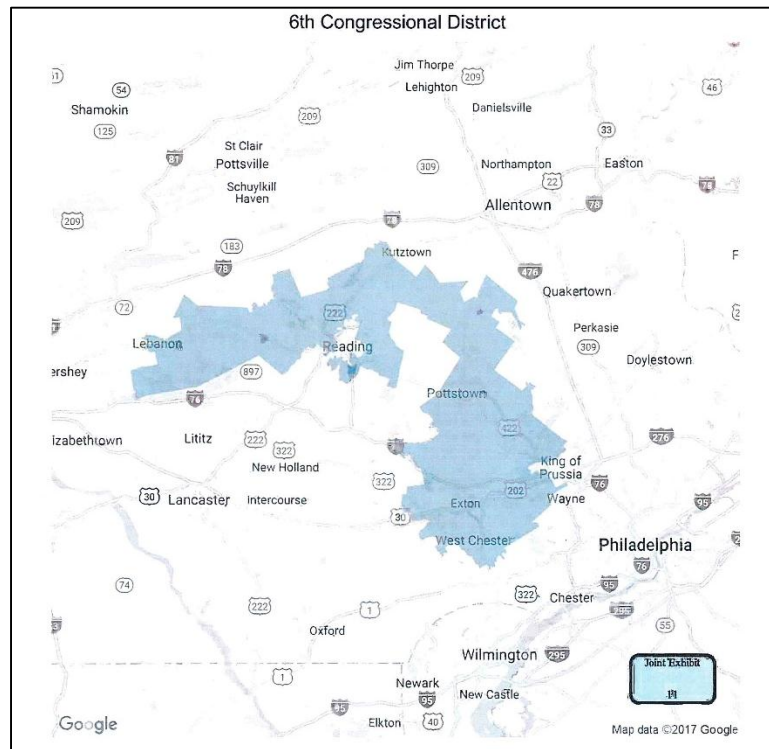 6th Congressional District
Jim Thorpe
209
Lehighton
54
Shamokin
Danielsville
46
125
209
33
St Clair
81
Pottsville
309
Northampton
Easton
22
Schuylkill
Haven
78
Allentown
78
209
183
Kutztown
78
476
Quakertown
72
222
Perkasie
Lebanon
Reading
309
Doylestown
ershey
897
76
Pottstown
izabethtown
Lititz
222
422
276
322
King of
Prussia
New Holland
76
322
202
30
Lancaster
Intercourse
Exton
Wayne
95
30
West Chester
Philadelphia
76
74
322
Chester
95
222
1
55
Oxford
Wilmington
295
Joint Exhibit
1
Newark
95
New Castle
Elkton
40
Google
Map data ©2017 Google